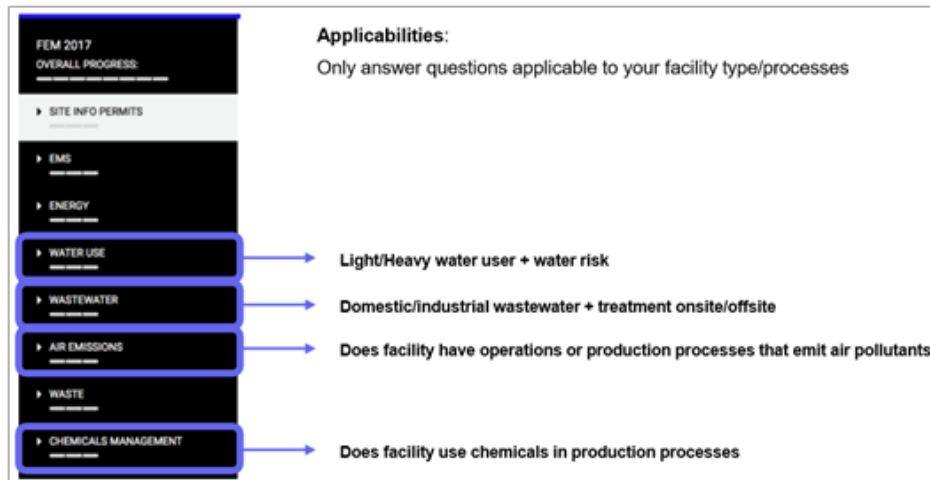 FEM 2017
OVERALL PROGRESS:
SITE INFO PERMITS
EMS
ENERGY
WATER USE
WASTEWATER
AIR EMISSIONS
WASTE
CHEMICALS MANAGEMENT
Applicabilities:
Only answer questions applicable to your facility type/processes
Light/Heavy water user + water risk
Domestic/industrial wastewater + treatment onsite/offsite
Does facility have operations or production processes that emit air pollutants
Does facility use chemicals in production processes